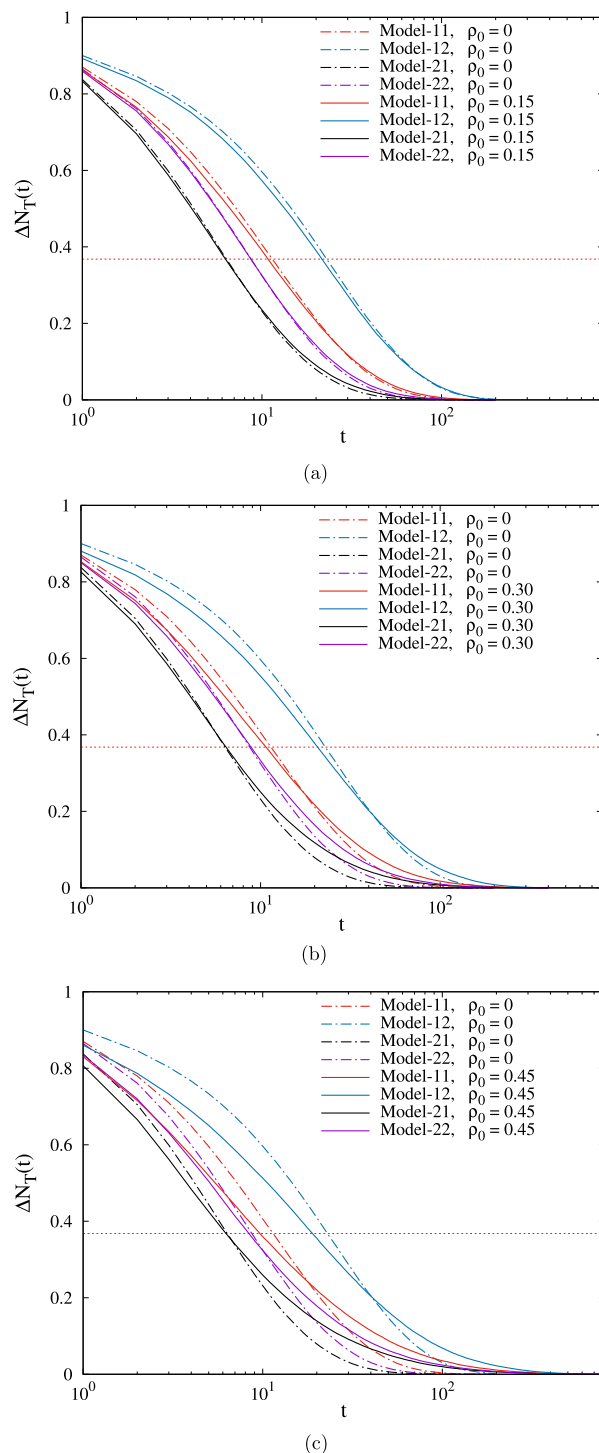 1
0.8
0.6
0.4
0.2
0
ΔN_T(t)
Model-11, ρ_0 = 0
Model-12, ρ_0 = 0
Model-21, ρ_0 = 0
Model-22, ρ_0 = 0
Model-11, ρ_0 = 0.15
Model-12, ρ_0 = 0.15
Model-21, ρ_0 = 0.15
Model-22, ρ_0 = 0.15
10^0 10^1 10^2
t
(a)
1
0.8
0.6
0.4
0.2
0
ΔN_T(t)
Model-11, ρ_0 = 0
Model-12, ρ_0 = 0
Model-21, ρ_0 = 0
Model-22, ρ_0 = 0
Model-11, ρ_0 = 0.30
Model-12, ρ_0 = 0.30
Model-21, ρ_0 = 0.30
Model-22, ρ_0 = 0.30
10^0 10^1 10^2
t
(b)
1
0.8
0.6
0.4
0.2
0
ΔN_T(t)
Model-11, ρ_0 = 0
Model-12, ρ_0 = 0
Model-21, ρ_0 = 0
Model-22, ρ_0 = 0
Model-11, ρ_0 = 0.45
Model-12, ρ_0 = 0.45
Model-21, ρ_0 = 0.45
Model-22, ρ_0 = 0.45
10^0 10^1 10^2
t
(c)